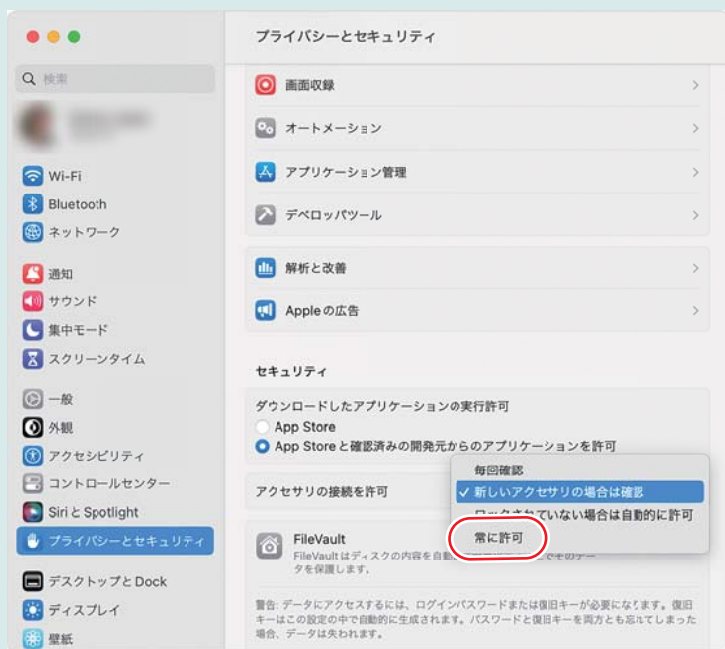 プライバシーとセキュリティ
検索
Wi-Fi
Bluetooth
ネットワーク
通知
サウンド
集中モード
スクリーンタイム
一般
外観
アクセシビリティ
コントロールセンター
Siri と Spotlight
プライバシーとセキュリティ
デスクトップと Dock
ディスプレイ
壁紙
画面収録
オートメーション
アプリケーション管理
デベロッパツール
解析と改善
Apple の広告
セキュリティ
ダウンロードしたアプリケーションの実行許可
App Store
App Store と確認済みの開発元からのアプリケーションを許可
アクセサリの接続を許可
毎回確認
✓ 新しいアクセサリの場合は確認
ロックされていない場合は自動的に許可
常に許可
FileVault
FileVault はディスクの内容を自動 でそのデー
タを保護します。
警告: データにアクセスするには、ログインパスワードまたは復旧キーが必要になります。復旧
キーはこの設定の中で自動的に生成されます。パスワードと復旧キーを両方とも忘れてしまった
場合、データは失われます。